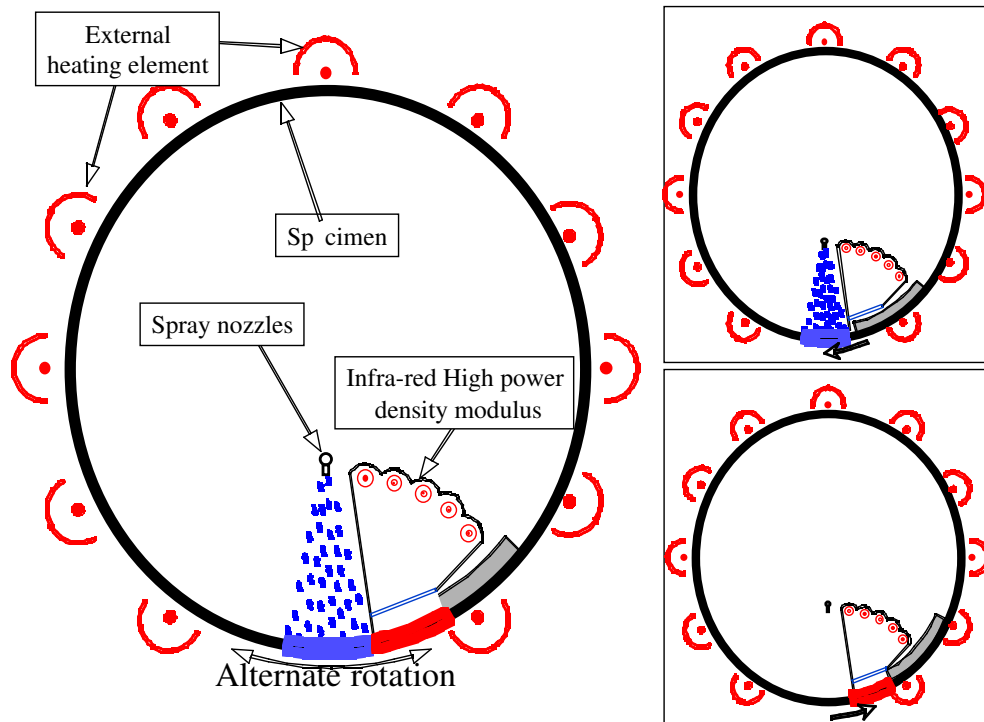 External
heating element
Sp cimen
Spray nozzles
Infra-red High power
density modulus
Alternate rotation